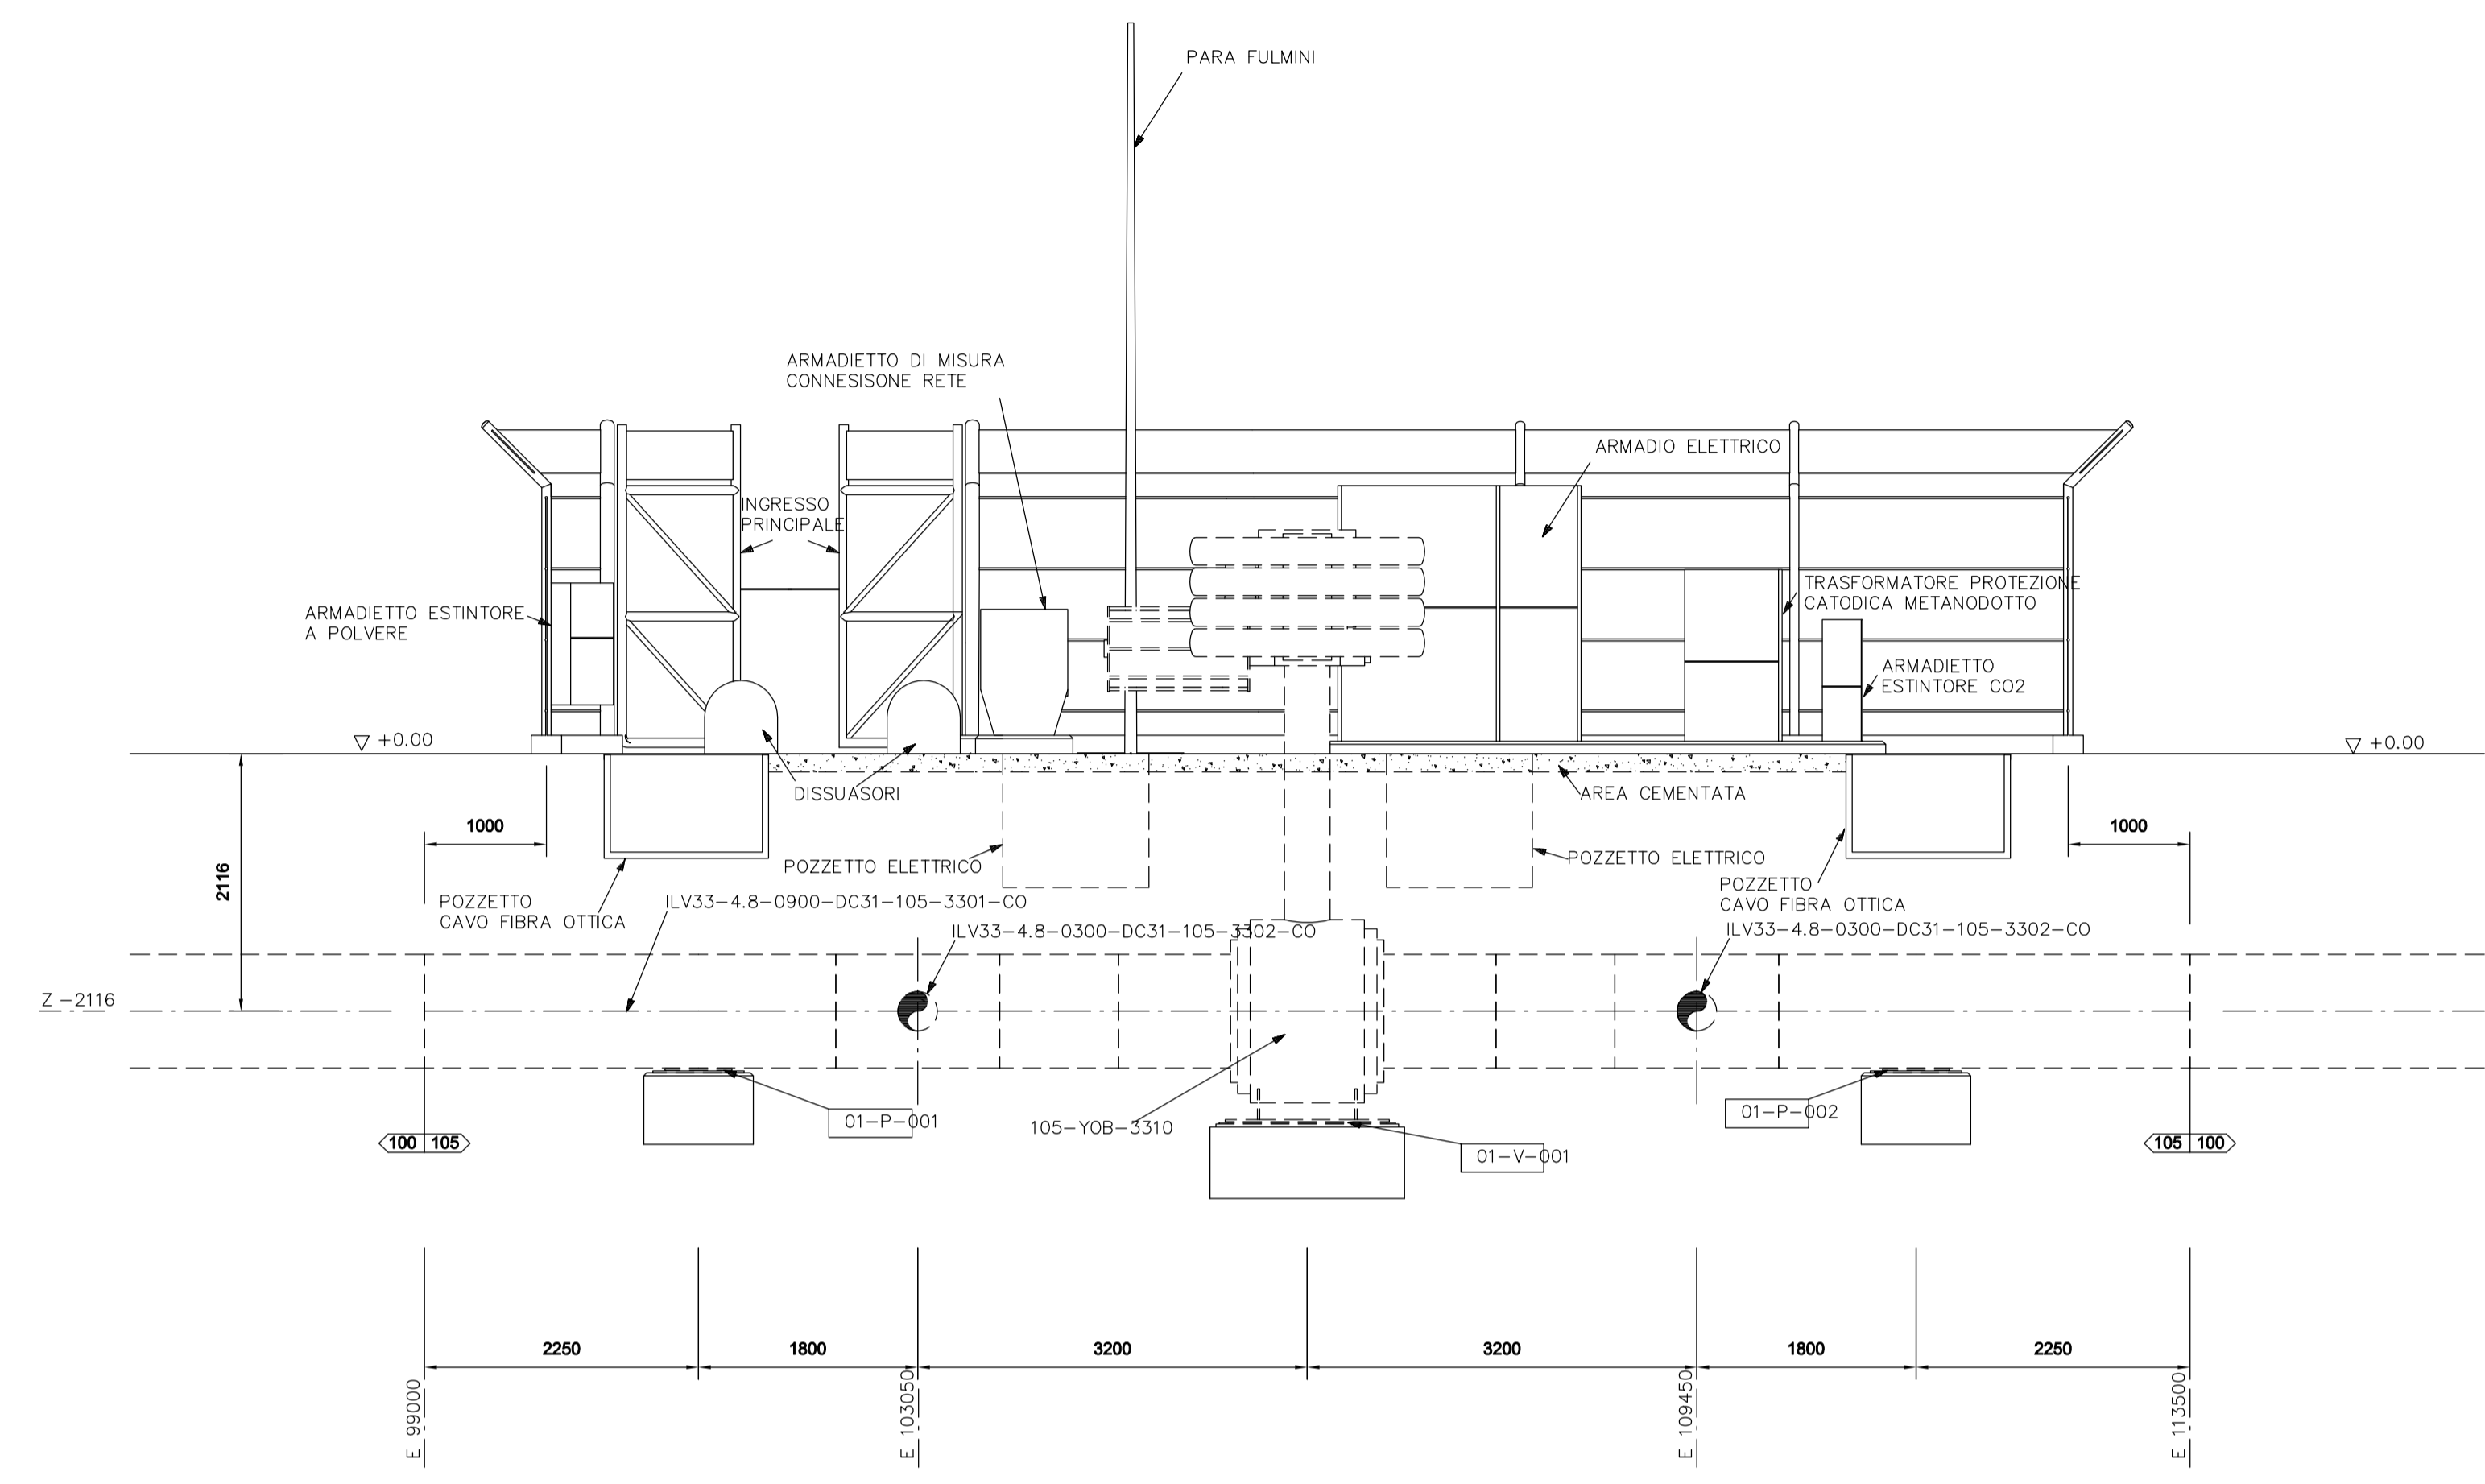 PARA FULMINI
ARMADIETTO DI MISURA
CONNESISONE RETE
ARMADIO ELETTRICO
INGRESSO
PRINCIPALE
TRASFORMATORE PROTEZIONE
CATODICA METANODOTTO
ARMADIETTO ESTINTORE
A POLVERE
ARMADIETTO
ESTINTORE CO2
+0.00
+0.00
DISSUASORI
AREA CEMENTATA
1000
1000
2116
POZZETTO ELETTRICO
POZZETTO ELETTRICO
POZZETTO
CAVO FIBRA OTTICA
POZZETTO
CAVO FIBRA OTTICA
ILV33-4.8-0900-DC31-105-3301-CO
ILV33-4.8-0300-DC31-105-3302-CO
ILV33-4.8-0300-DC31-105-3302-CO
Z -2116
01-P-001
01-P-002
105-YOB-3310
100 105
105 100
01-V-001
2250
1800
3200
3200
1800
2250
E 99000
E 103050
E 109450
E 113500